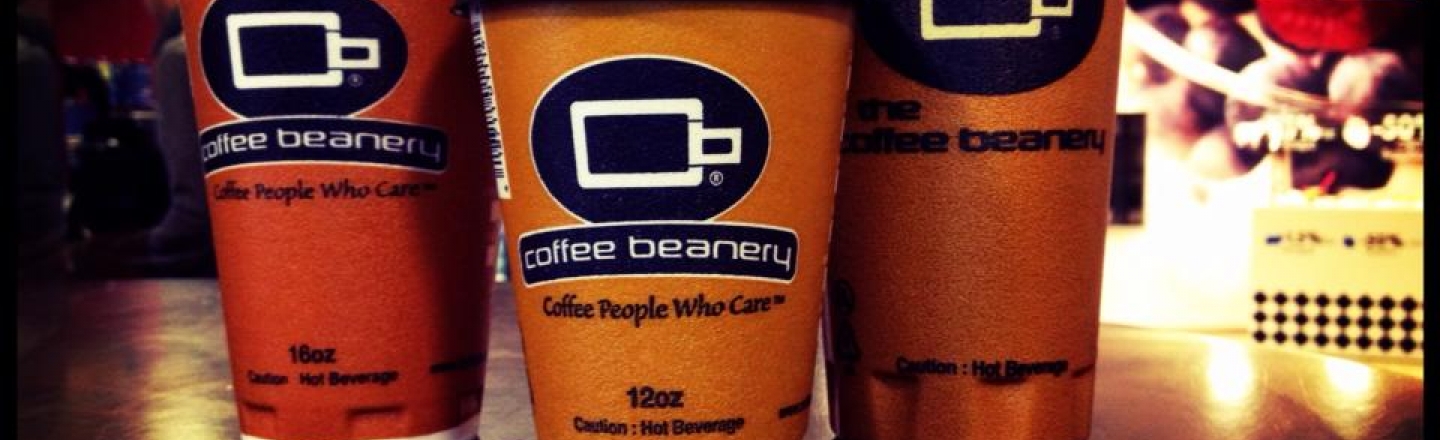 coffee beanery
Coffee People Who Care™
16oz
Caution : Hot Beverage
®
coffee beanery
Coffee People Who Care™
12oz
Caution : Hot Beverage
the
coffee beanery
Caution : Hot Beverage